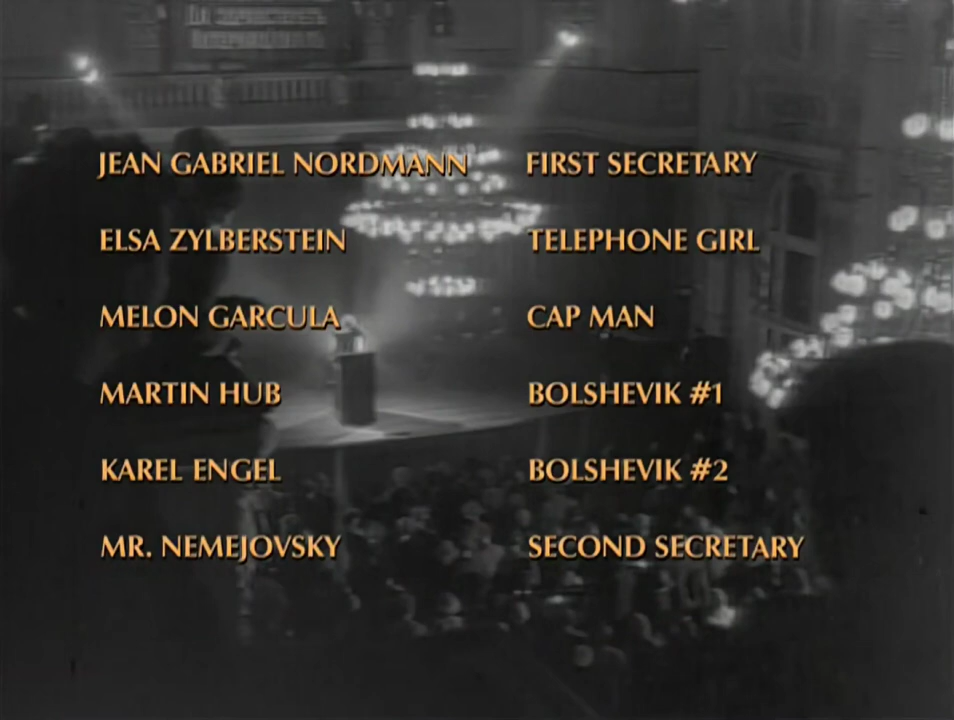 JEAN GABRIEL NORDMANN FIRST SECRETARY
ELSA ZYLBERSTEIN TELEPHONE GIRL
MELON GARCULA CAP MAN
MARTIN HUB BOLSHEVIK #1
KAREL ENGEL BOLSHEVIK #2
MR. NEMEJOVSKY SECOND SECRETARY